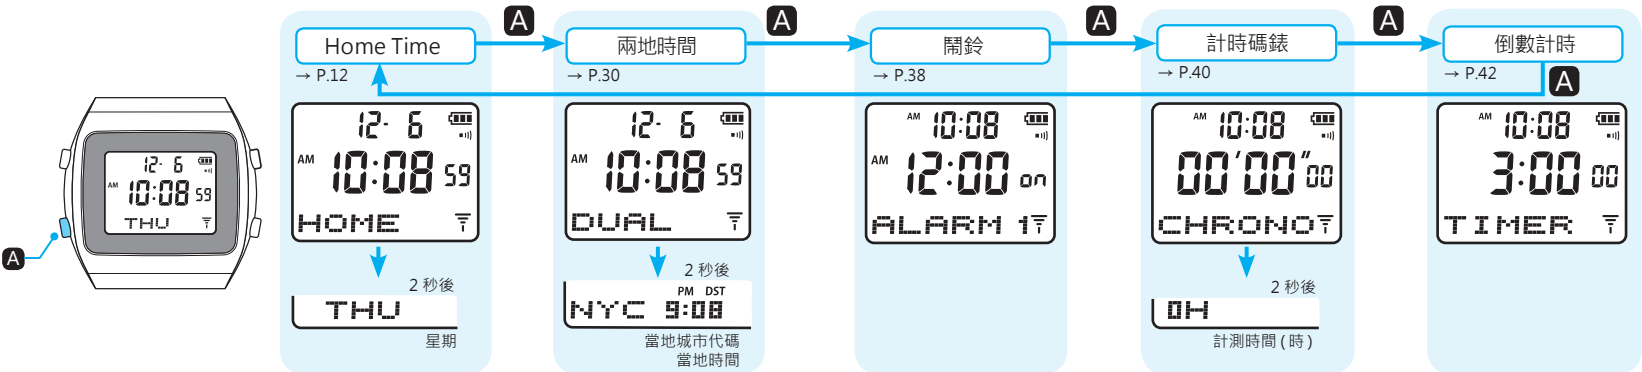 A A A A
Home Time 兩地時間 鬧鈴 計時碼錶 倒數計時
→ P.12 → P.30 → P.38 → P.40 → P.42 A
12- 6
AM 10:08 59
THU
A
12- 6
AM 10:08 59
HOME
2 秒後
THU
星期
12- 6
AM 10:08 59
DUAL
2 秒後
PM DST
NYC 9:08
當地城市代碼
當地時間
AM 10:08
AM 12:00 on
ALARM 1
AM 10:08
00'00"00
CHRONO
2 秒後
0H
計測時間 ( 時 )
AM 10:08
3:00 00
TIMER